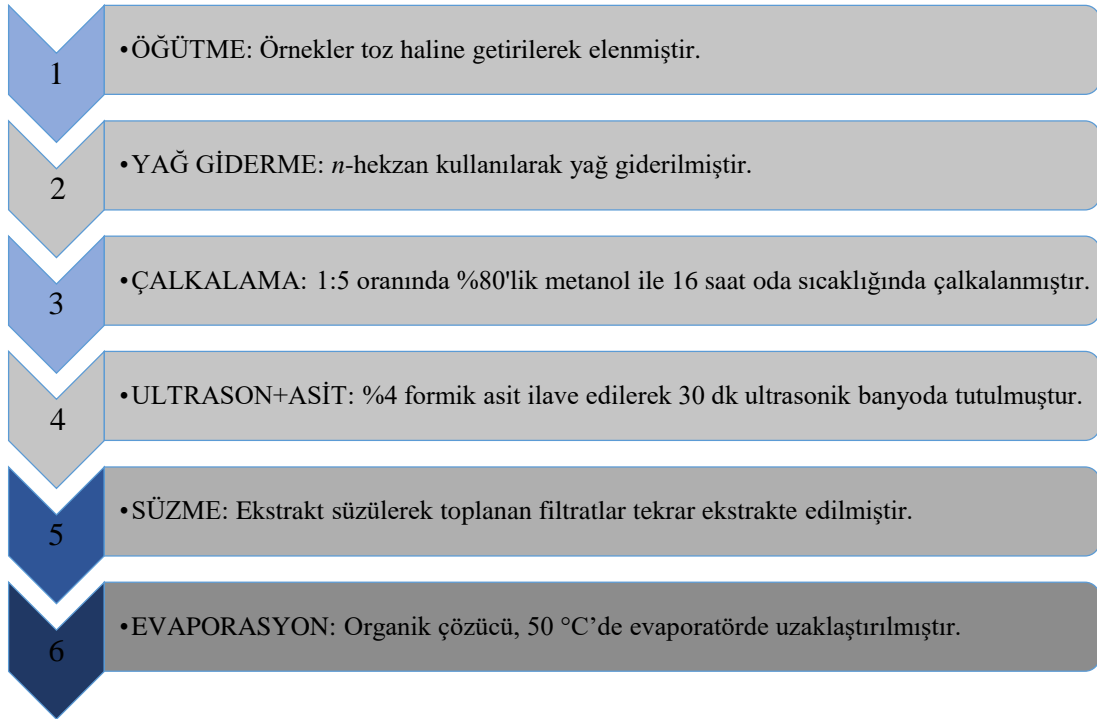 1
•ÖĞÜTME: Örnekler toz haline getirilerek elenmiştir.
2
•YAĞ GİDERME: n-hekzan kullanılarak yağ giderilmiştir.
3
•ÇALKALAMA: 1:5 oranında %80'lik metanol ile 16 saat oda sıcaklığında çalkalanmıştır.
4
•ULTRASON+ASİT: %4 formik asit ilave edilerek 30 dk ultrasonik banyoda tutulmuştur.
5
•SÜZME: Ekstrakt süzülerek toplanan filtratlar tekrar ekstrakte edilmiştir.
6
•EVAPORASYON: Organik çözücü, 50 °C’de evaporatörde uzaklaştırılmıştır.